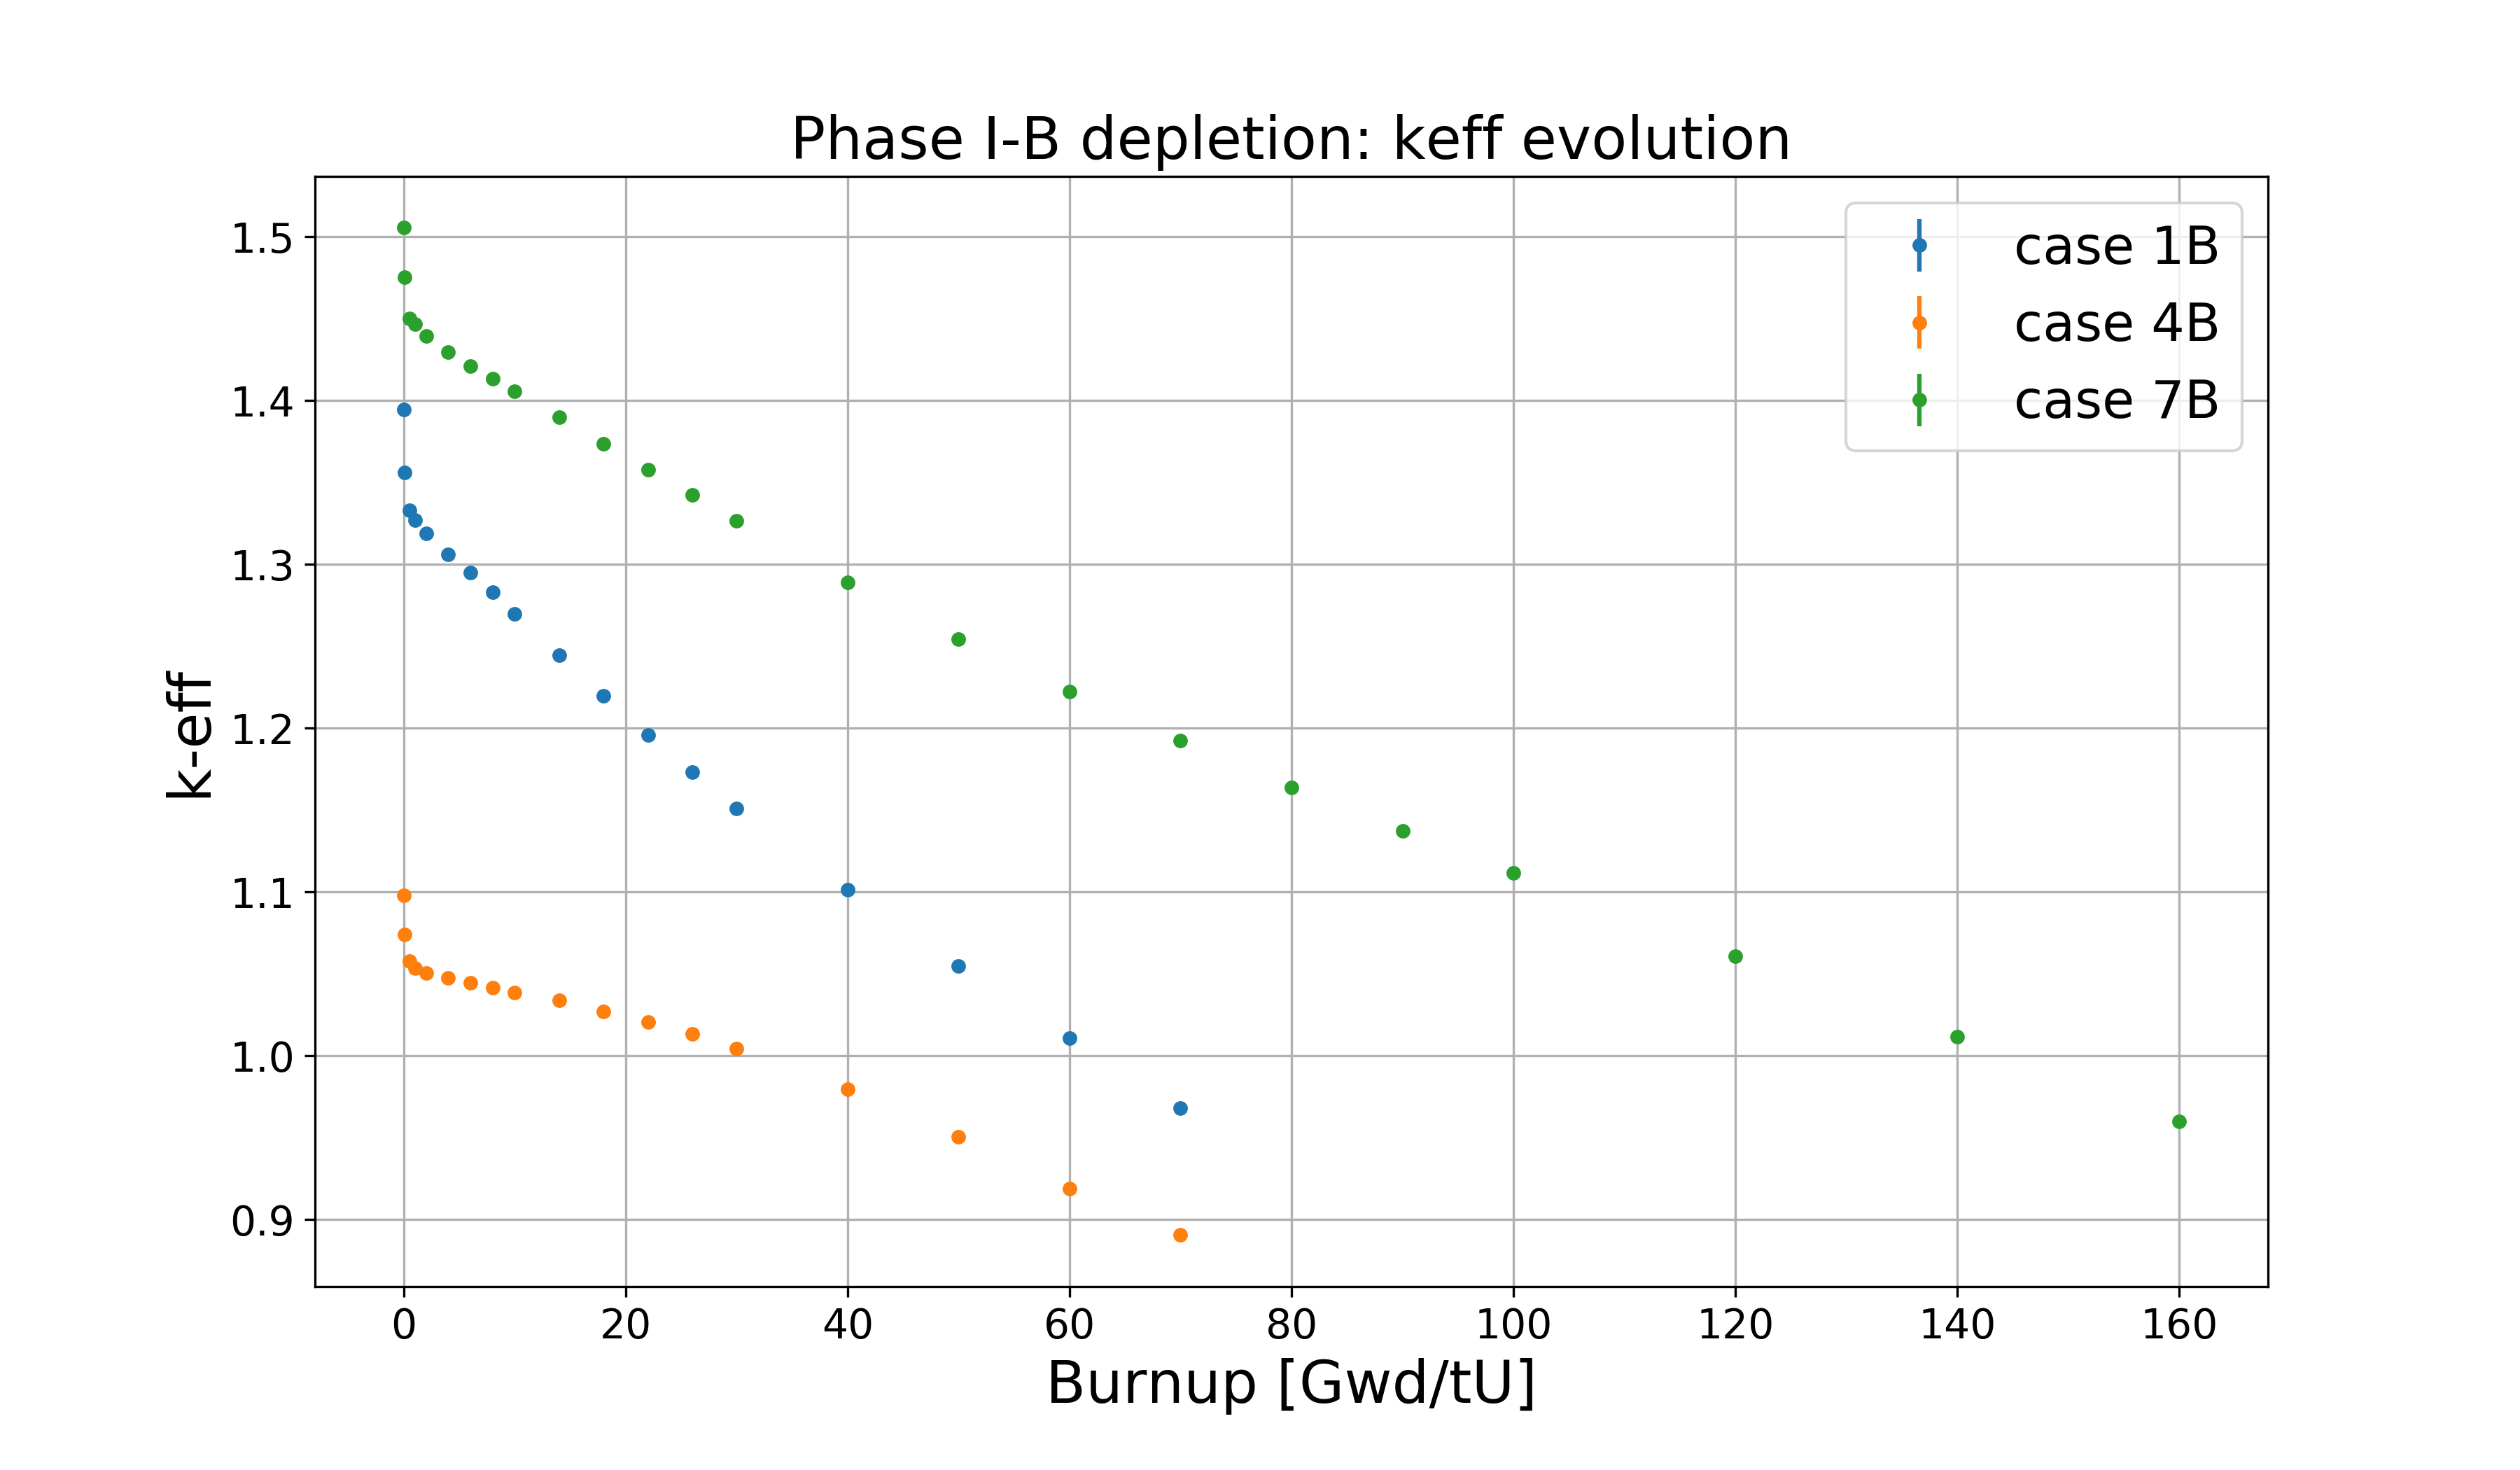 Phase I-B depletion: keff evolution
case 1B
case 4B
case 7B
1.5
1.4
1.3
1.2
1.1
1.0
0.9
k-eff
0 20 40 60 80 100 120 140 160
Burnup [Gwd/tU]